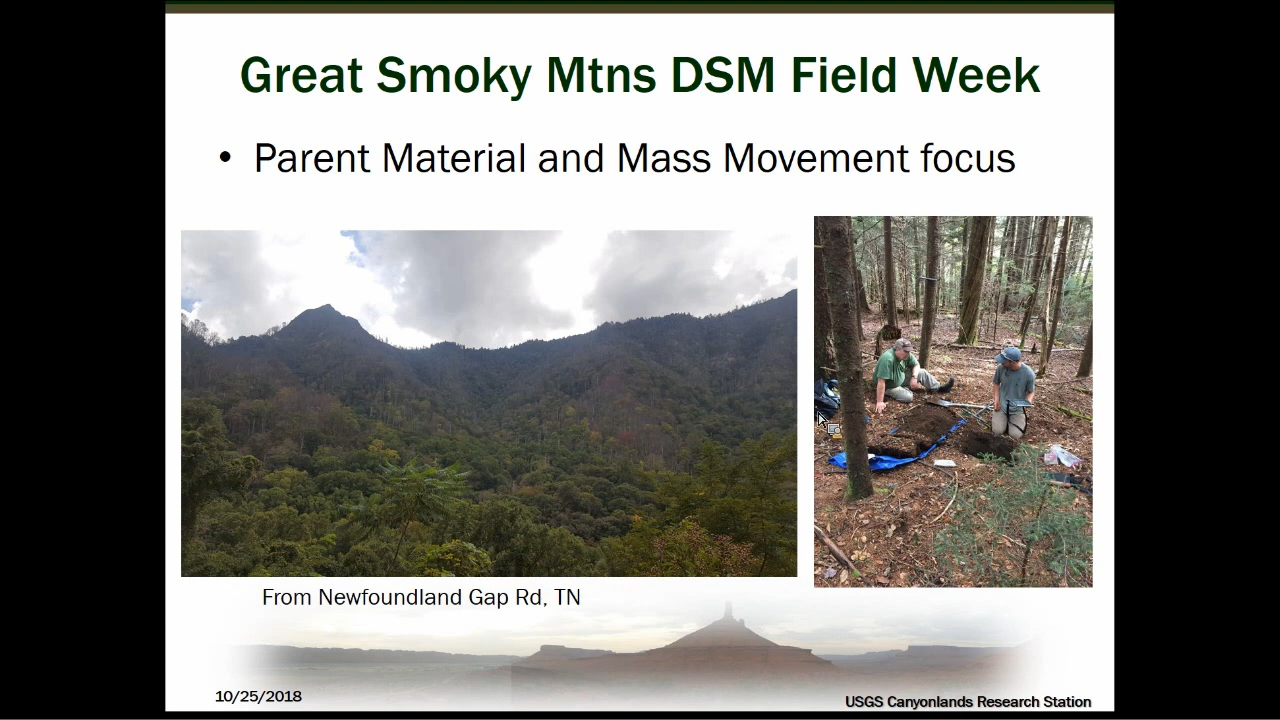 Great Smoky Mtns DSM Field Week
• Parent Material and Mass Movement focus
From Newfoundland Gap Rd, TN
10/25/2018
USGS Canyonlands Research Station